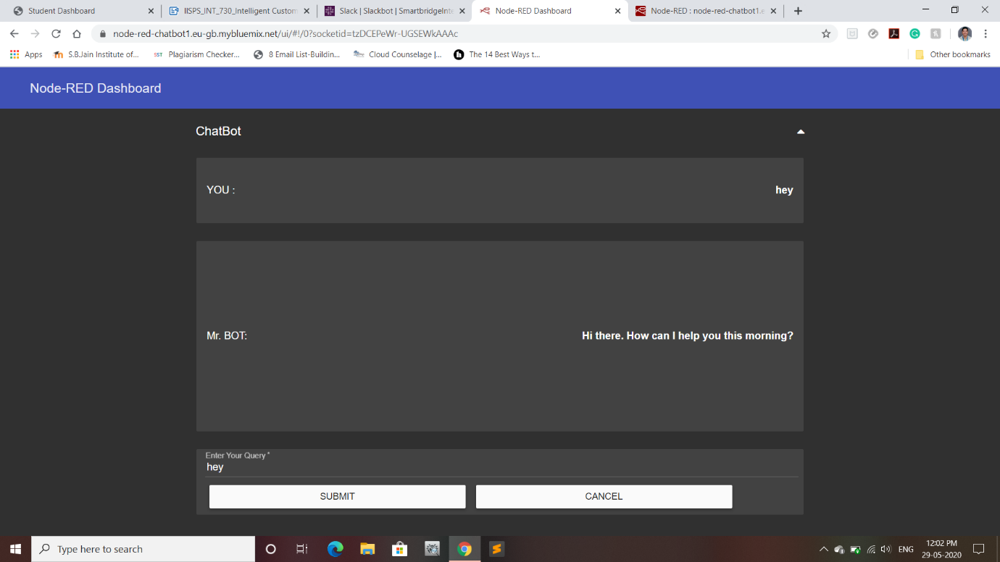 Student Dashboard
IISPS_INT_730_Intelligent Custom
Slack | Slackbot | SmartbridgeInte
Node-RED Dashboard
Node-RED : node-red-chatbot1.e
node-red-chatbot1.eu-gb.mybluemix.net/ui/#!/0?socketid=tzDCEPeWr-UGSEWkAAAc
Apps
S.B.Jain Institute of...
SST Plagiarism Checker...
8 Email List-Buildin...
Cloud Counselage |...
The 14 Best Ways t...
Other bookmarks
Node-RED Dashboard
ChatBot
YOU :
hey
Mr. BOT:
Hi there. How can I help you this morning?
Enter Your Query *
hey
SUBMIT
CANCEL
Type here to search
ENG
12:02 PM
29-05-2020